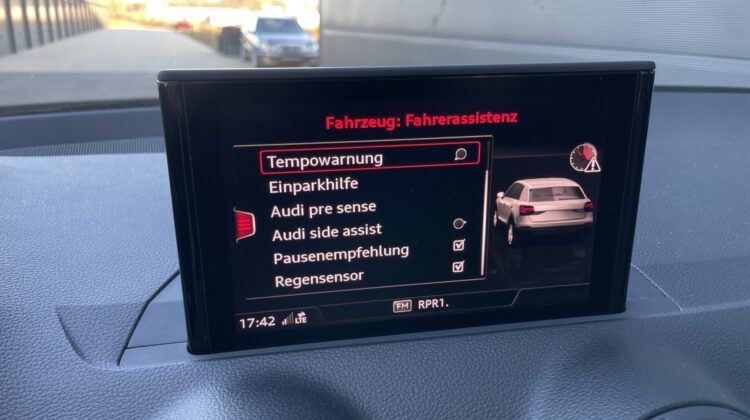 Fahrzeug: Fahrerassistenz
Tempowarnung
Einparkhilfe
Audi pre sense
Audi side assist
Pausenempfehlung
Regensensor
FM RPR1.
17:42 LTE